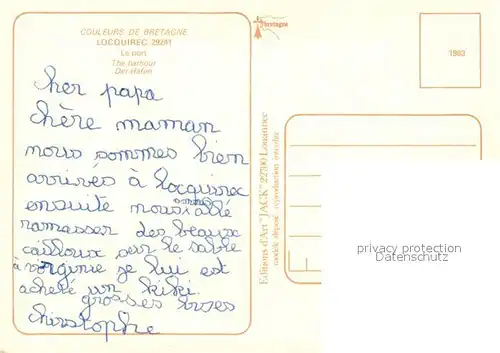 COULEURS DE BRETAGNE
LOCQUIREC 29241
Le port
The harbour
Der Hafen
cher papa
chère maman
nous sommes bien
arrivés à locquirec
ensuite nous sommes allé
ramasser des beaux
cailloux sur le sable
à virginie je lui est
acheté un kiki.
grosses bises
christophe
Bretagne
1983
Editions d'Art "JACK" 22700 Louannec
modèle déposé reproduction interdite
privacy protection
Datenschutz